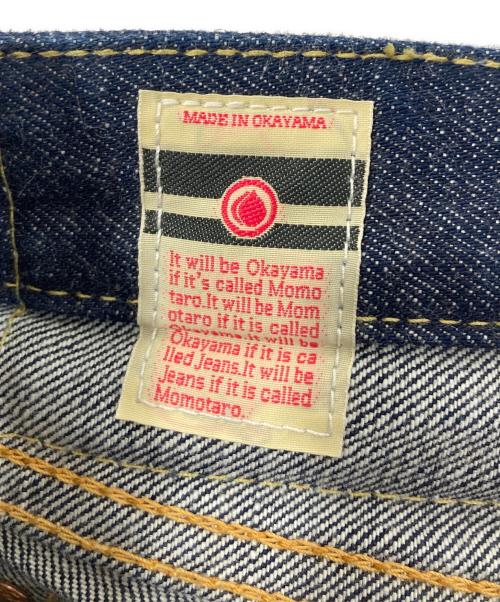 MADE IN OKAYAMA
It will be Okayama
if it's called Momo
taro.It will be Mom
otaro if it is called
Okayama if it is ca
lled Jeans.It will be
Jeans if it is called
Momotaro.